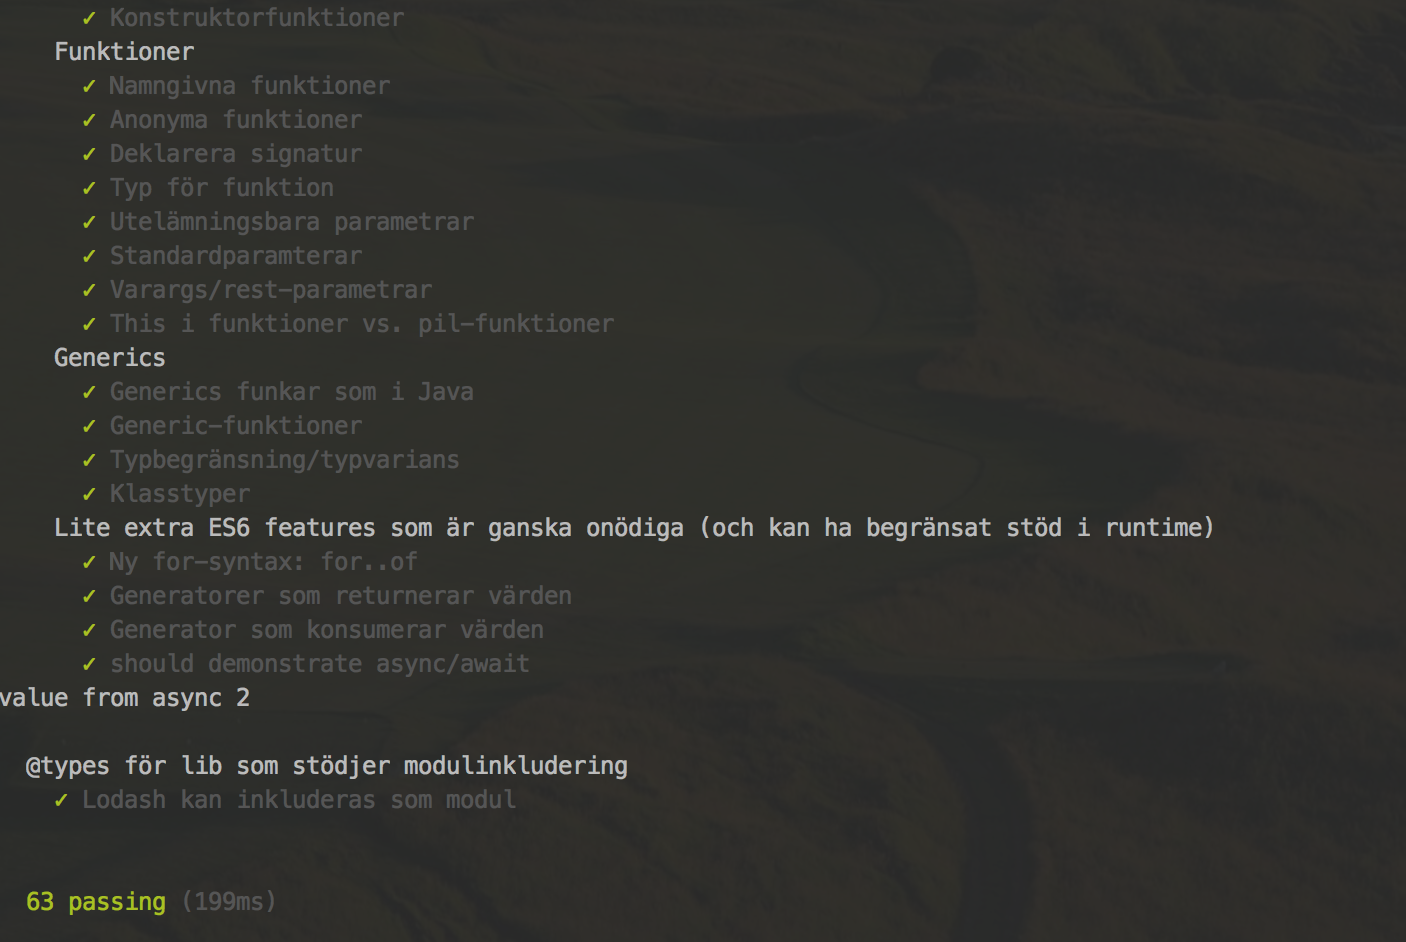 ✓ Konstruktorfunktioner
Funktioner
✓ Namngivna funktioner
✓ Anonyma funktioner
✓ Deklarera signatur
✓ Typ för funktion
✓ Utelämningsbara parametrar
✓ Standardparamterar
✓ Varargs/rest-parametrar
✓ This i funktioner vs. pil-funktioner
Generics
✓ Generics funkar som i Java
✓ Generic-funktioner
✓ Typbegränsning/typvarians
✓ Klasstyper
Lite extra ES6 features som är ganska onödiga (och kan ha begränsat stöd i runtime)
✓ Ny for-syntax: for..of
✓ Generatorer som returnerar värden
✓ Generator som konsumerar värden
✓ should demonstrate async/await
value from async 2
@types för lib som stödjer modulinkludering
✓ Lodash kan inkluderas som modul
63 passing (199ms)